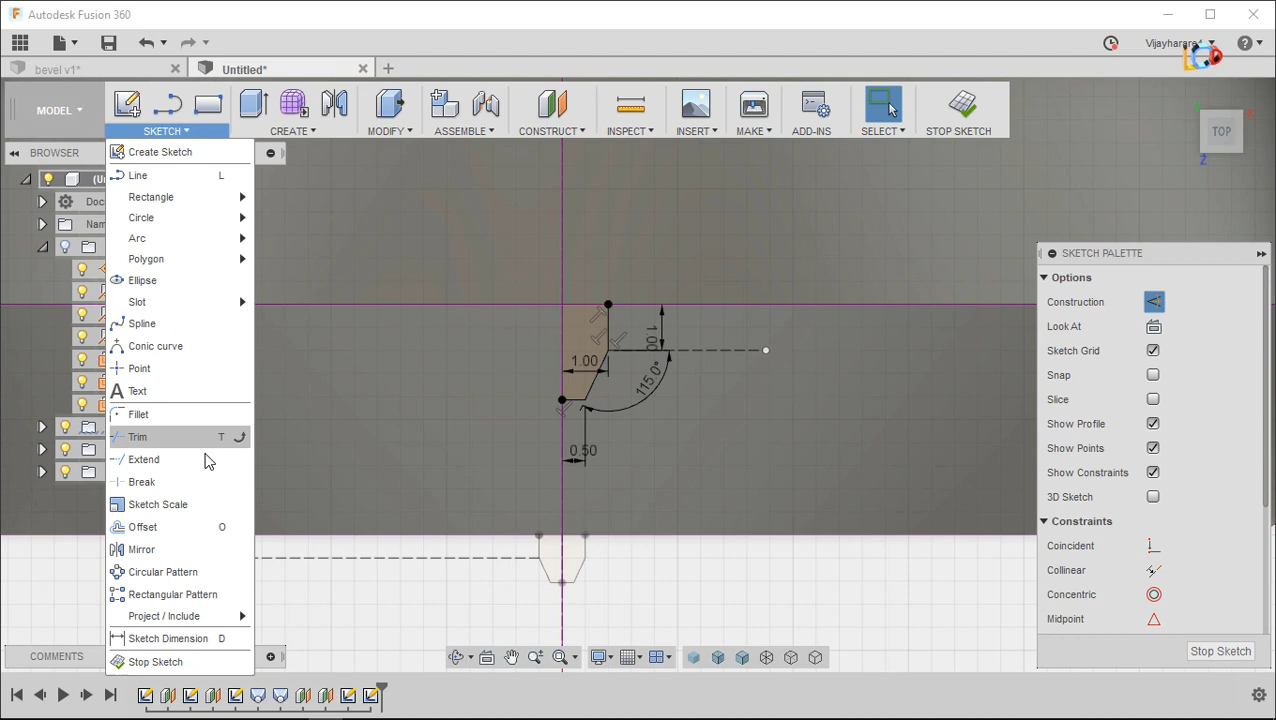 Autodesk Fusion 360
Vijayharare4
bevel v1*
Untitled*
MODEL
SKETCH
CREATE
MODIFY
ASSEMBLE
CONSTRUCT
INSPECT
INSERT
MAKE
ADD-INS
SELECT
STOP SKETCH
TOP
X
Z
BROWSER
Doc
Nam
Create Sketch
Line L
Rectangle
Circle
Arc
Polygon
Ellipse
Slot
Spline
Conic curve
Point
A Text
Fillet
Trim T
Extend
Break
Sketch Scale
Offset O
Mirror
Circular Pattern
Rectangular Pattern
Project / Include
Sketch Dimension D
Stop Sketch
1.00
1.00
115.0°
0.50
SKETCH PALETTE
Options
Construction
Look At
Sketch Grid
Snap
Slice
Show Profile
Show Points
Show Constraints
3D Sketch
Constraints
Coincident
Collinear
Concentric
Midpoint
Stop Sketch
COMMENTS